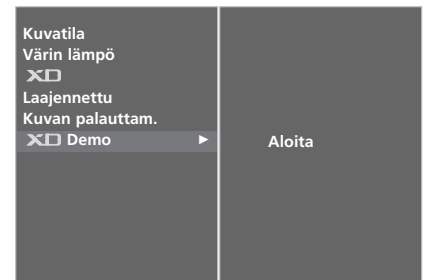 Kuvatila
Värin lämpö
XD
Laajennettu
Kuvan palauttam.
XD Demo ► Aloita